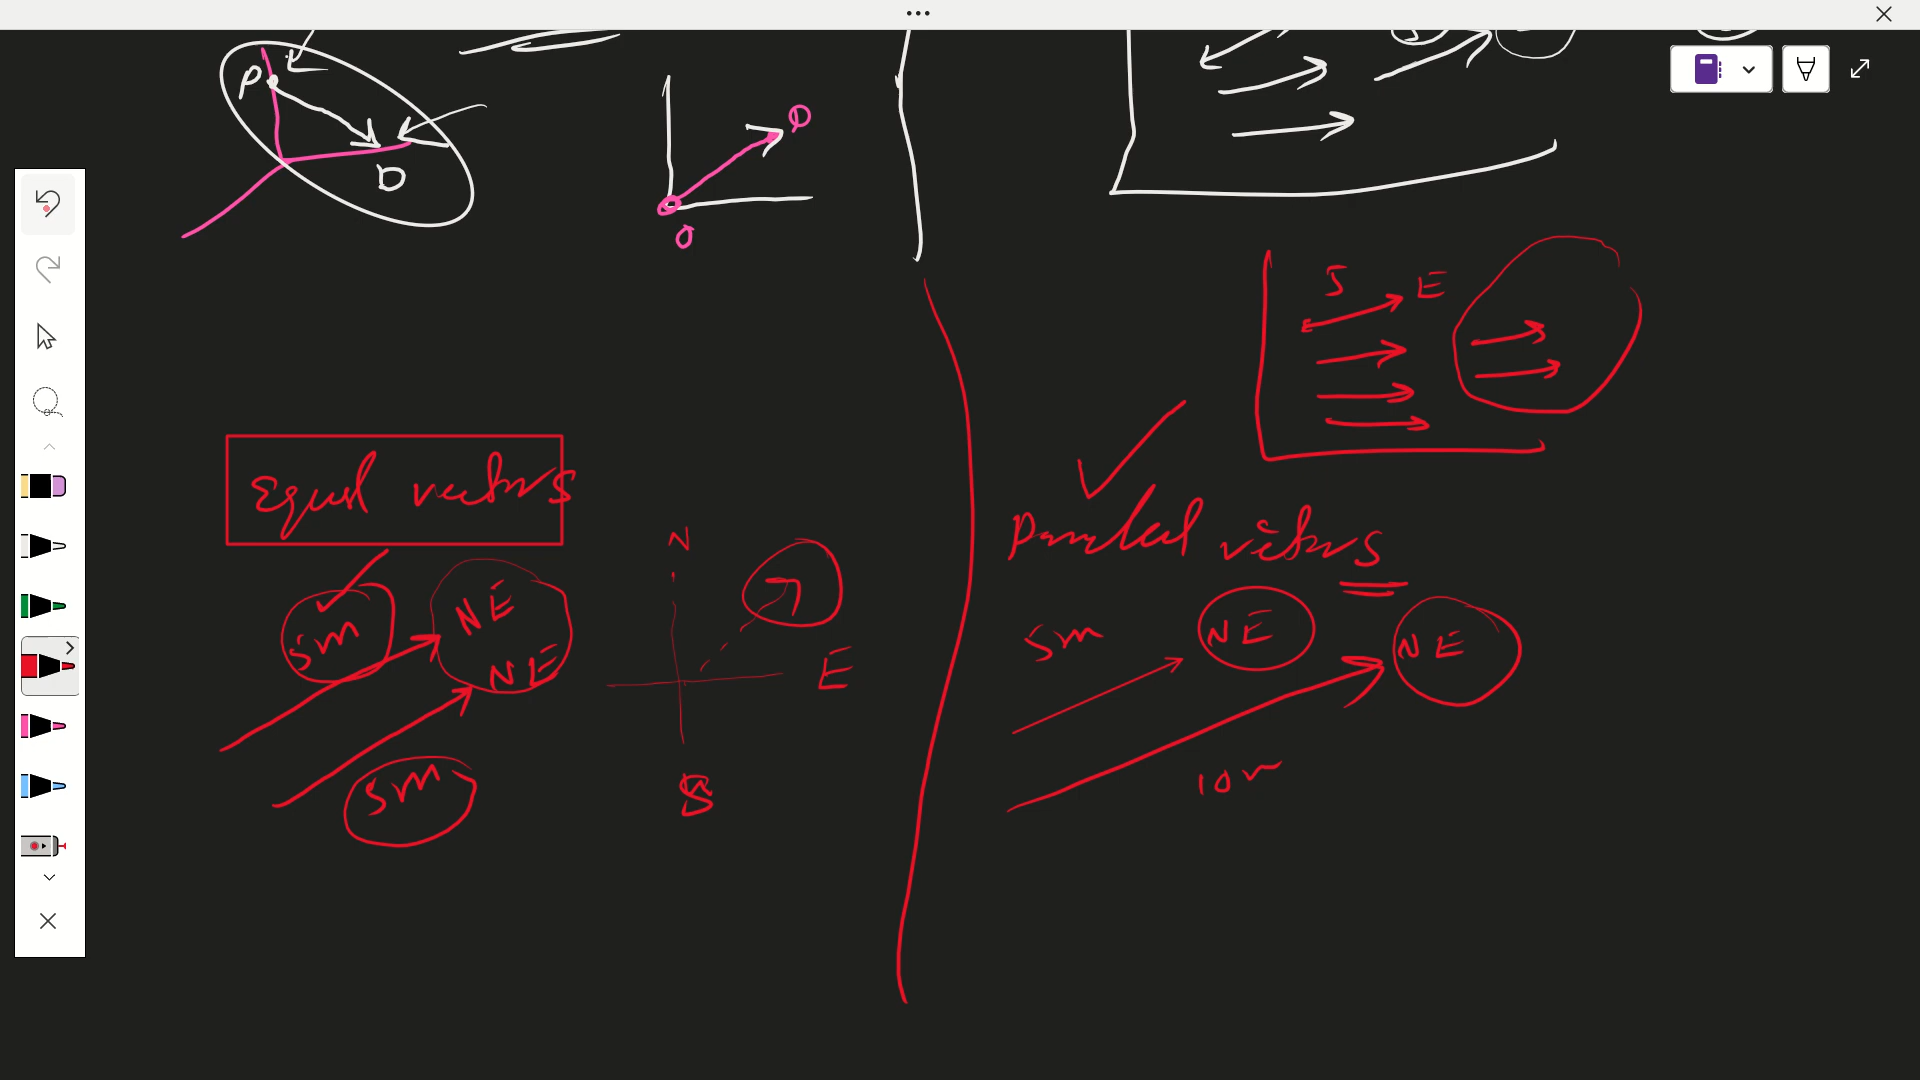 P
D
O
D
S E
Equal vectors
N
Parallel vectors
5m
NE
NE
E
5m
NE
NE
5m
S
10m